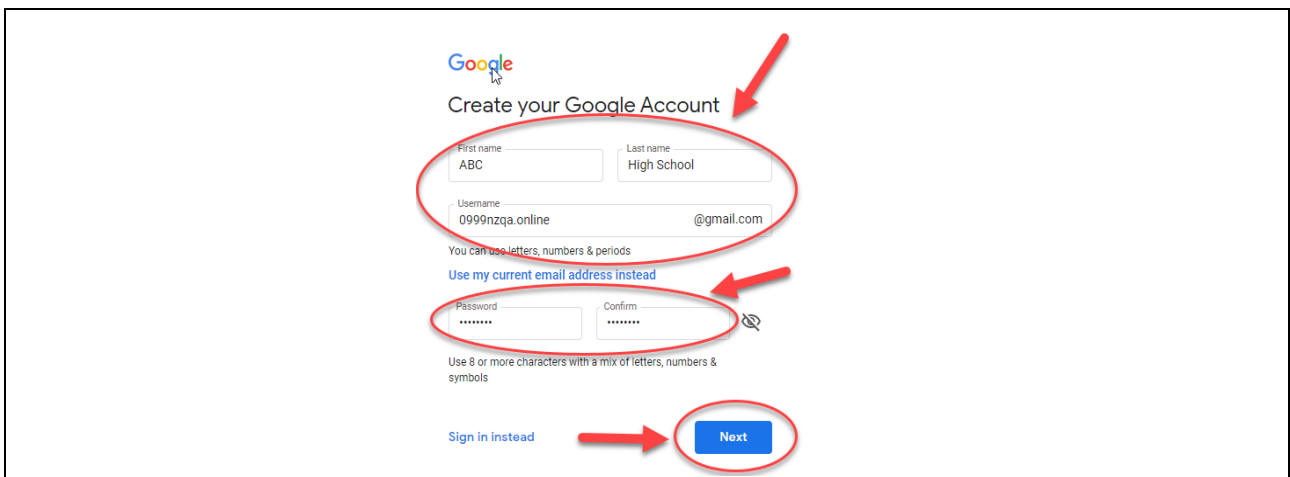 Google
Create your Google Account
First name Last name
ABC High School
Username
0999nzqa.online @gmail.com
You can use letters, numbers & periods
Use my current email address instead
Password Confirm
•••••••• ••••••••
Use 8 or more characters with a mix of letters, numbers &
symbols
Sign in instead Next